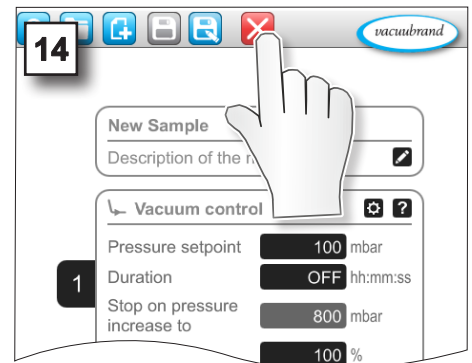 14
vacuubrand
New Sample
Description of the
Vacuum control
?
Pressure setpoint 100 mbar
1
Duration OFF hh:mm:ss
Stop on pressure
increase to 800 mbar
100 %